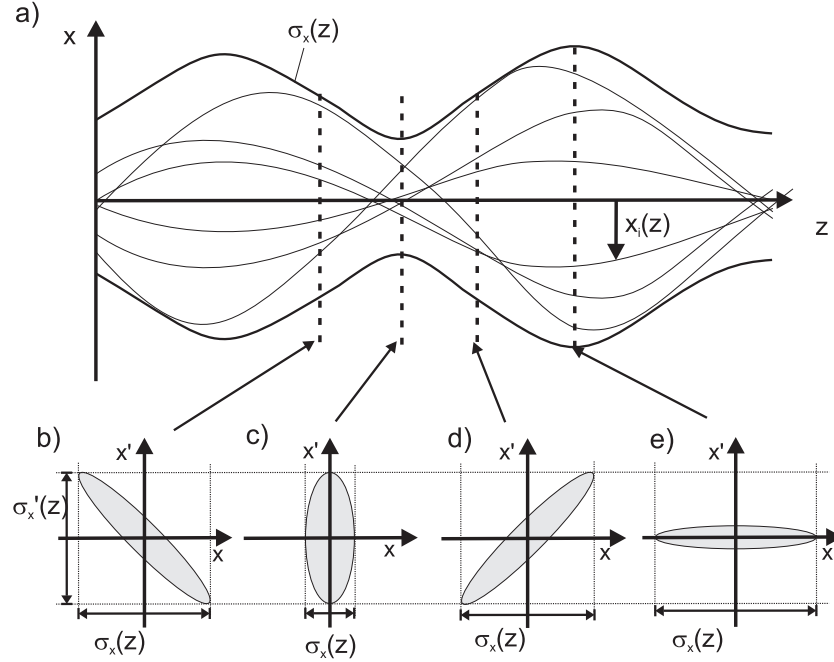 a)
x
σx(z)
xi(z)
z
b)
x'
σx'(z)
x
σx(z)
c)
x'
x
σx(z)
d)
x'
x
σx(z)
e)
x'
x
σx(z)